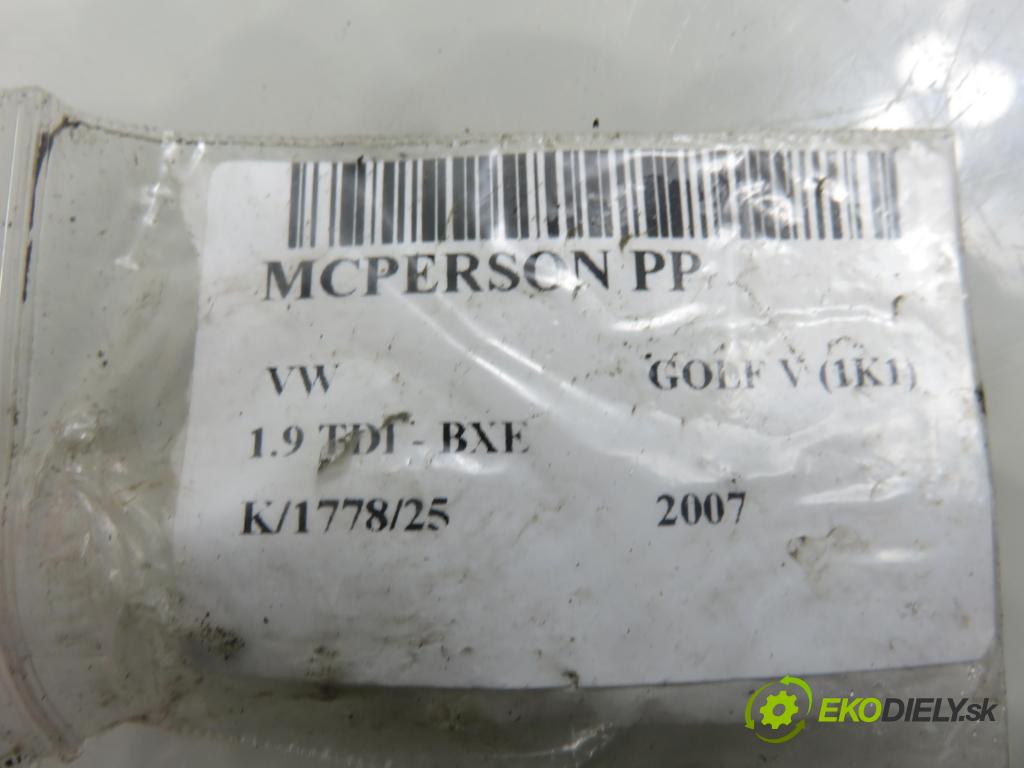 MCPERSON PP
VW GOLF V (1K1)
1.9 TDI - BXE
K/1778/25 2007
EKODIELY.sk